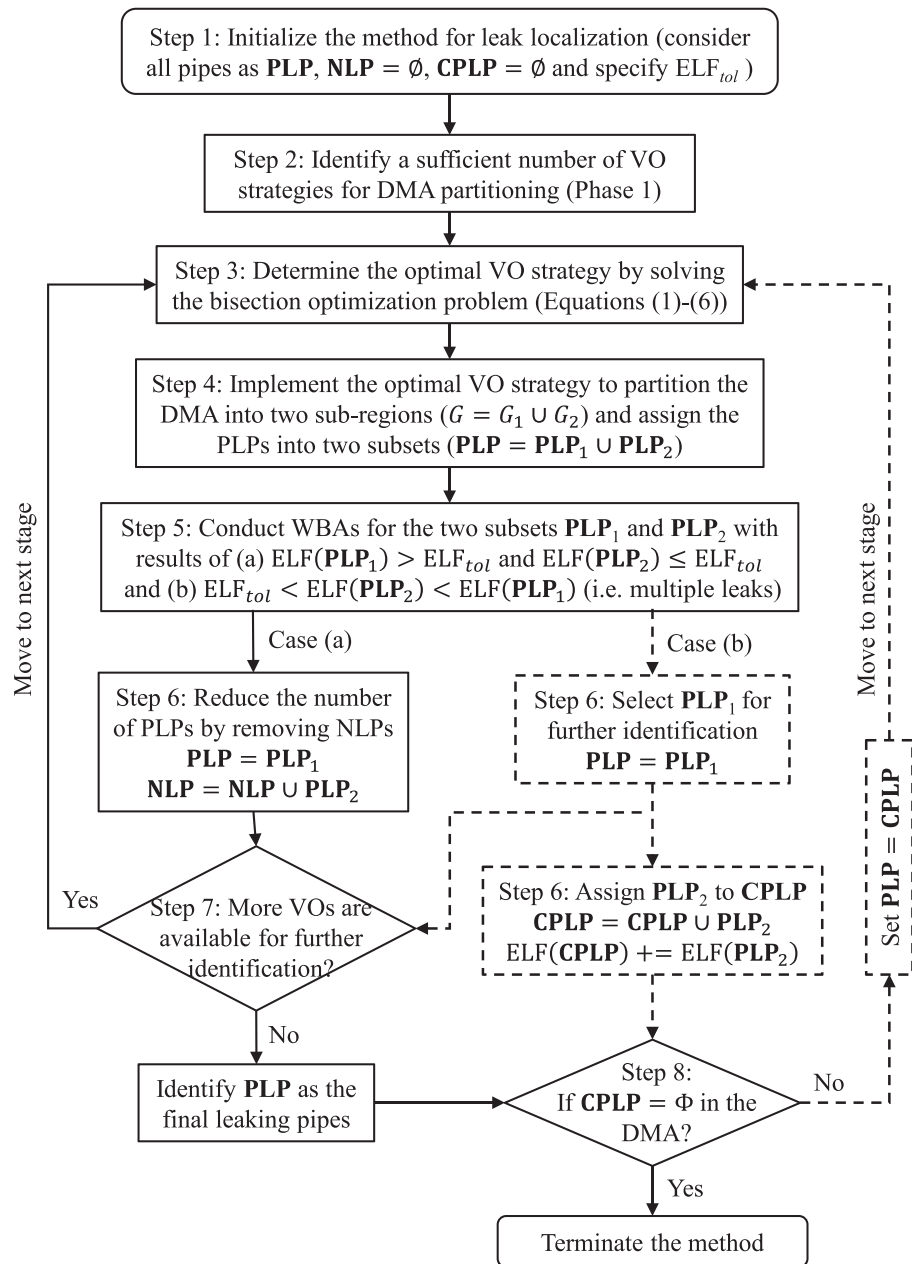 Step 1: Initialize the method for leak localization (consider
all pipes as PLP, NLP = ∅, CPLP = ∅ and specify ELF_tol )
Step 2: Identify a sufficient number of VO
strategies for DMA partitioning (Phase 1)
Step 3: Determine the optimal VO strategy by solving
the bisection optimization problem (Equations (1)-(6))
Step 4: Implement the optimal VO strategy to partition the
DMA into two sub-regions (G = G₁ ∪ G₂) and assign the
PLPs into two subsets (PLP = PLP₁ ∪ PLP₂)
Step 5: Conduct WBAs for the two subsets PLP₁ and PLP₂ with
results of (a) ELF(PLP₁) > ELF_tol and ELF(PLP₂) ≤ ELF_tol
and (b) ELF_tol < ELF(PLP₂) < ELF(PLP₁) (i.e. multiple leaks)
Move to next stage
Move to next stage
Case (a)
Case (b)
Step 6: Reduce the number
of PLPs by removing NLPs
PLP = PLP₁
NLP = NLP ∪ PLP₂
Step 6: Select PLP₁ for
further identification
PLP = PLP₁
Set PLP = CPLP
Yes
Step 7: More VOs are
available for further
identification?
Step 6: Assign PLP₂ to CPLP
CPLP = CPLP ∪ PLP₂
ELF(CPLP) += ELF(PLP₂)
No
Identify PLP as the
final leaking pipes
Step 8:
If CPLP = Φ in the
DMA?
No
Yes
Terminate the method